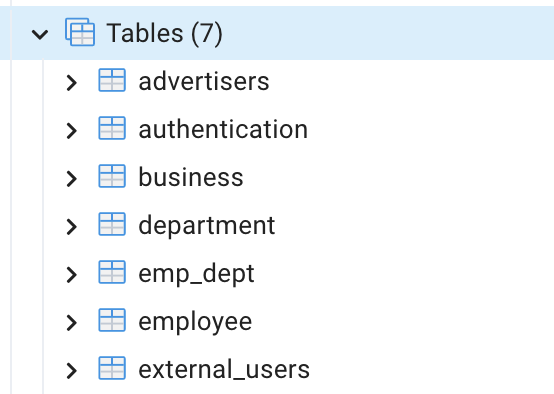 Tables (7)
advertisers
authentication
business
department
emp_dept
employee
external_users